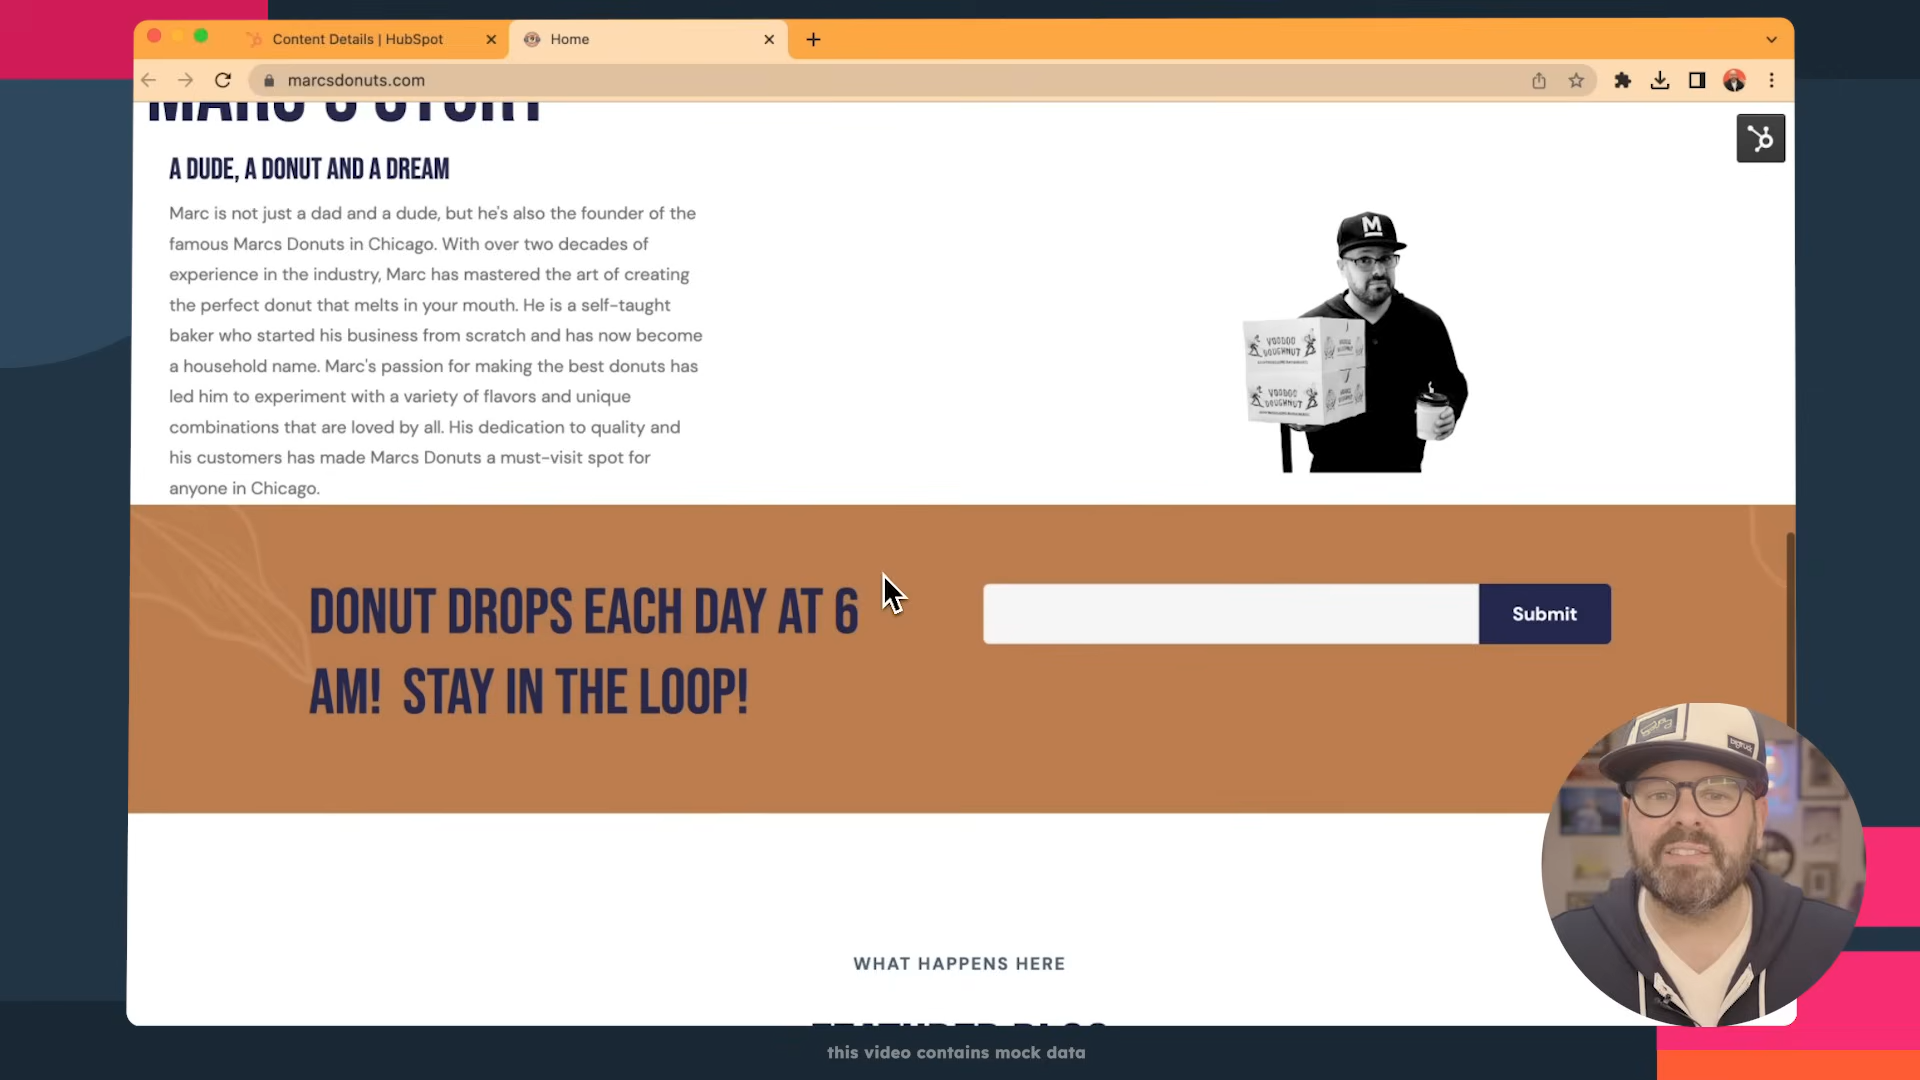 Content Details | HubSpot
Home
marcsdonuts.com
MARC'S STORY
A DUDE, A DONUT AND A DREAM
Marc is not just a dad and a dude, but he's also the founder of the
famous Marcs Donuts in Chicago. With over two decades of
experience in the industry, Marc has mastered the art of creating
the perfect donut that melts in your mouth. He is a self-taught
baker who started his business from scratch and has now become
a household name. Marc's passion for making the best donuts has
led him to experiment with a variety of flavors and unique
combinations that are loved by all. His dedication to quality and
his customers has made Marcs Donuts a must-visit spot for
anyone in Chicago.
M
VOODOO
DOUGHNUT
VOODOO
DOUGHNUT
DONUT DROPS EACH DAY AT 6
AM! STAY IN THE LOOP!
Submit
WHAT HAPPENS HERE
FEATURED BLOG
this video contains mock data